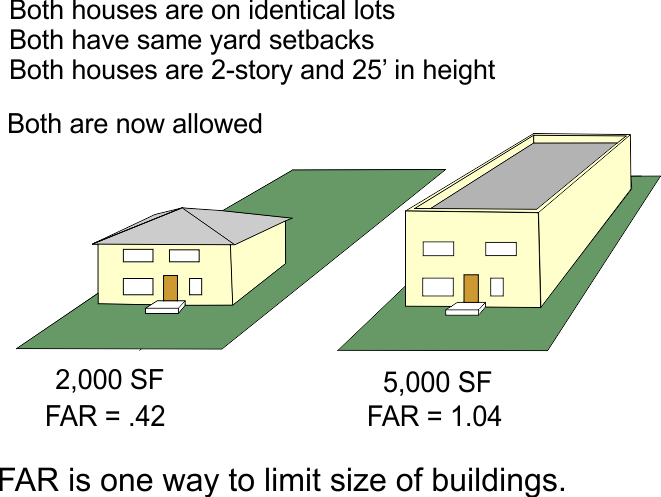 Both houses are on identical lots
Both have same yard setbacks
Both houses are 2-story and 25’ in height
Both are now allowed
2,000 SF
FAR = .42
5,000 SF
FAR = 1.04
FAR is one way to limit size of buildings.